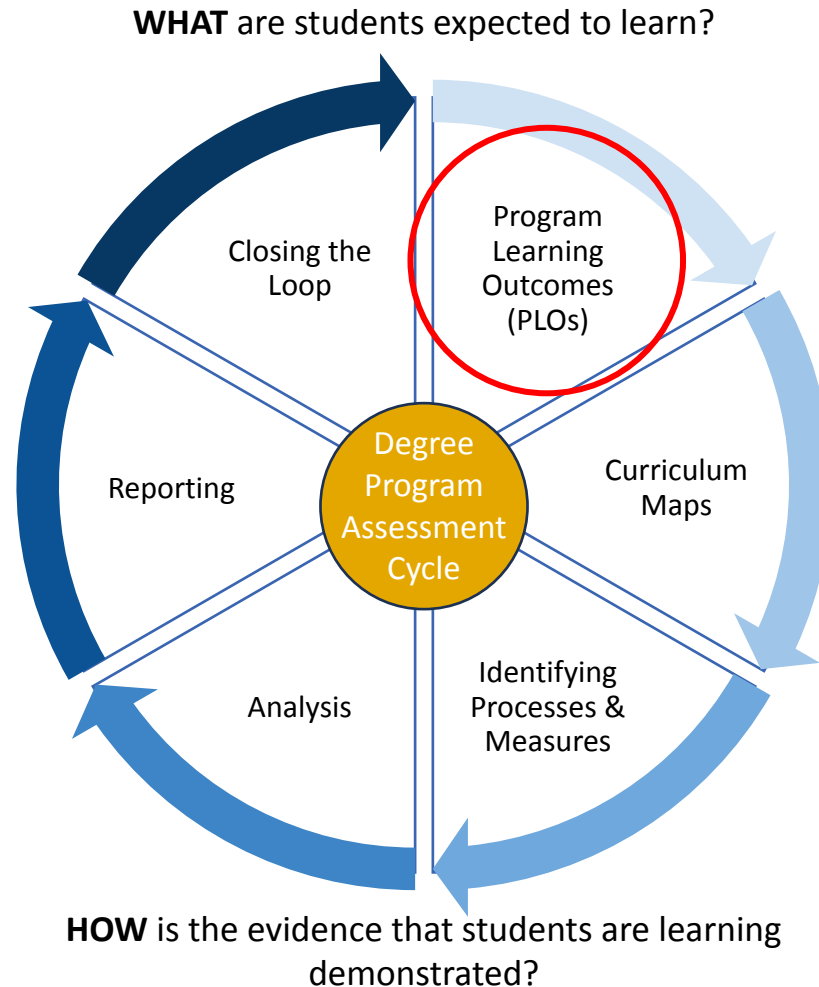 WHAT are students expected to learn?
Program
Learning
Outcomes
(PLOs)
Closing the
Loop
Degree
Program
Assessment
Cycle
Curriculum
Maps
Reporting
Identifying
Processes &
Measures
Analysis
HOW is the evidence that students are learning
demonstrated?